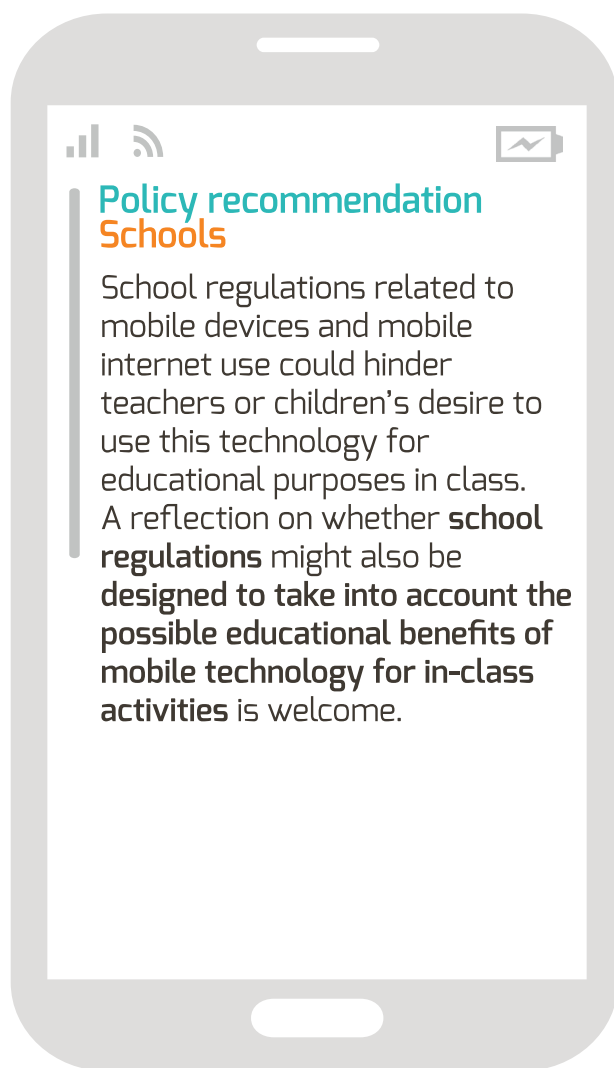 Policy recommendation
Schools
School regulations related to
mobile devices and mobile
internet use could hinder
teachers or children’s desire to
use this technology for
educational purposes in class.
A reflection on whether school
regulations might also be
designed to take into account the
possible educational benefits of
mobile technology for in-class
activities is welcome.